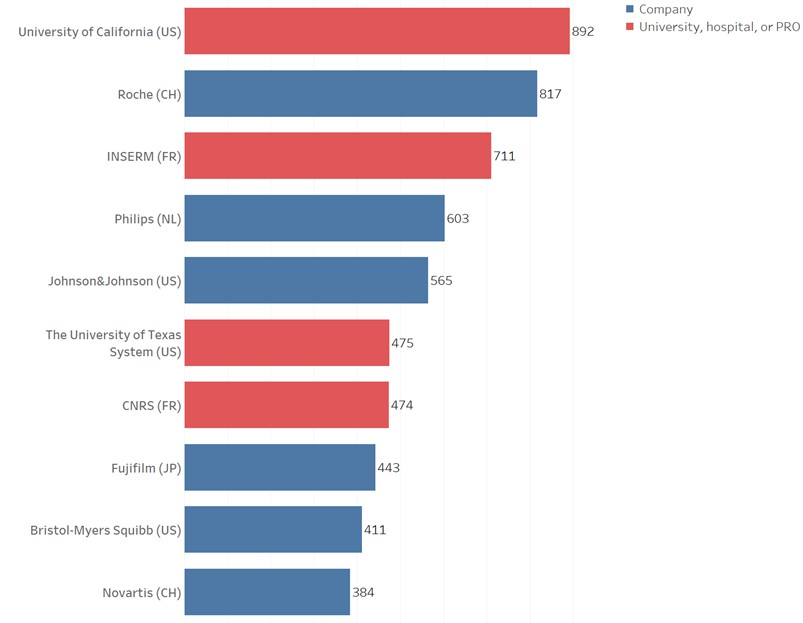 Company
University, hospital, or PRO
University of California (US)
892
Roche (CH)
817
INSERM (FR)
711
Philips (NL)
603
Johnson&Johnson (US)
565
The University of Texas
System (US)
475
CNRS (FR)
474
Fujifilm (JP)
443
Bristol-Myers Squibb (US)
411
Novartis (CH)
384